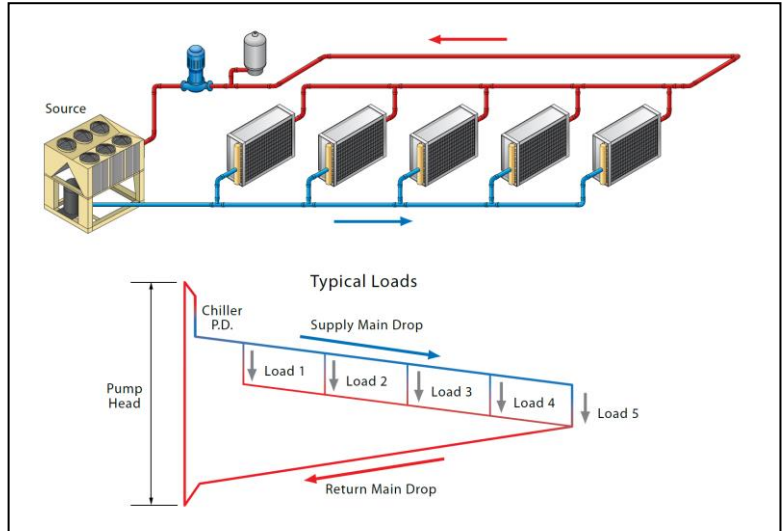 Source
Typical Loads
Chiller
P.D.
Supply Main Drop
Load 1
Load 2
Load 3
Load 4
Load 5
Pump
Head
Return Main Drop